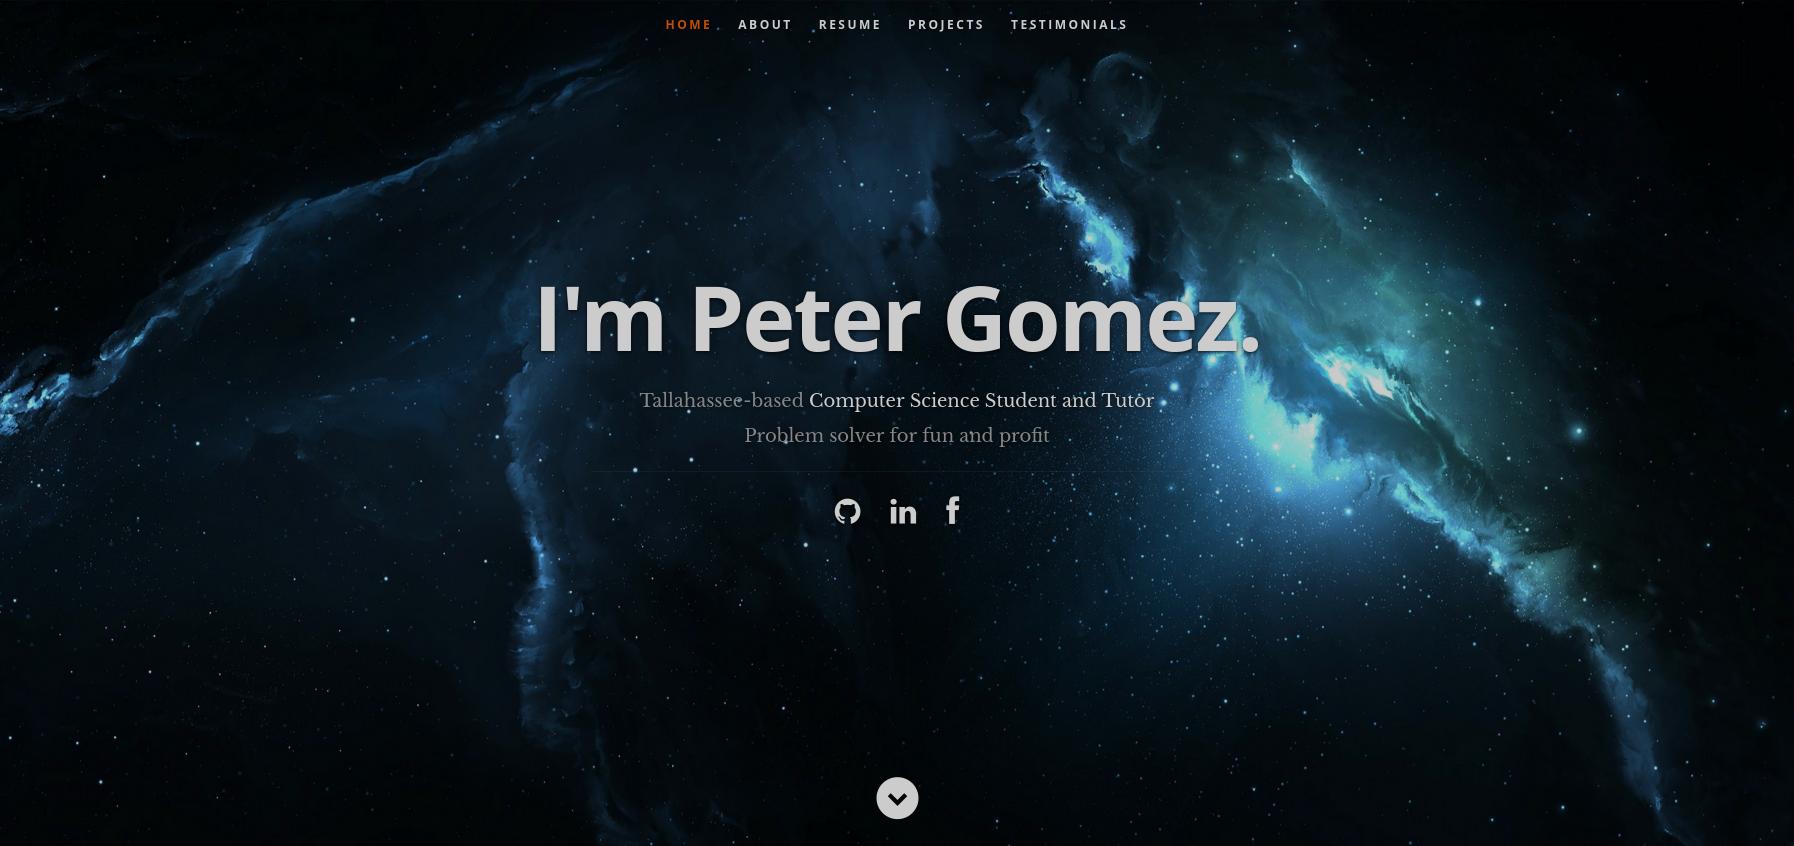 HOME ABOUT RESUME PROJECTS TESTIMONIALS
I'm Peter Gomez.
Tallahassee-based Computer Science Student and Tutor.
Problem solver for fun and profit
in f